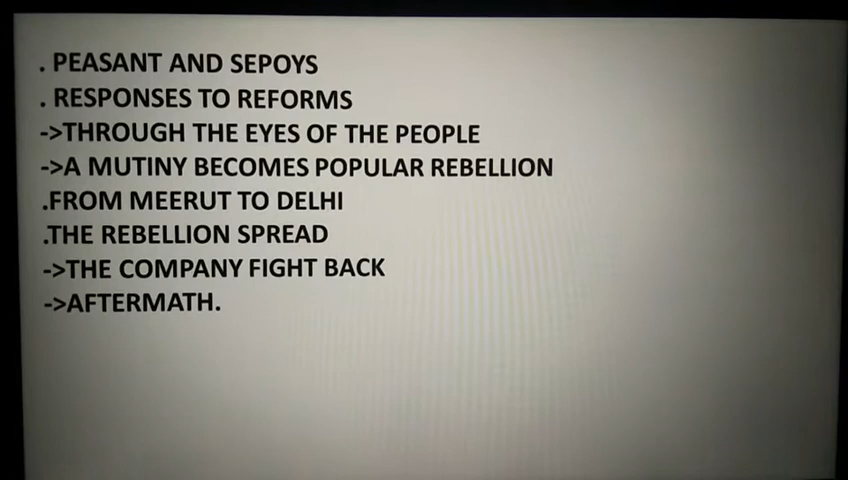 . PEASANT AND SEPOYS
. RESPONSES TO REFORMS
->THROUGH THE EYES OF THE PEOPLE
->A MUTINY BECOMES POPULAR REBELLION
.FROM MEERUT TO DELHI
.THE REBELLION SPREAD
->THE COMPANY FIGHT BACK
->AFTERMATH.